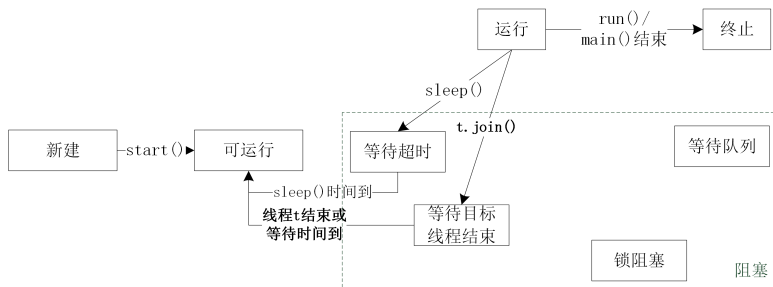 运行
run()/
main()结束
终止
sleep()
t.join()
新建
start()
可运行
等待超时
等待队列
sleep()时间到
线程t结束或
等待时间到
等待目标
线程结束
锁阻塞
阻塞